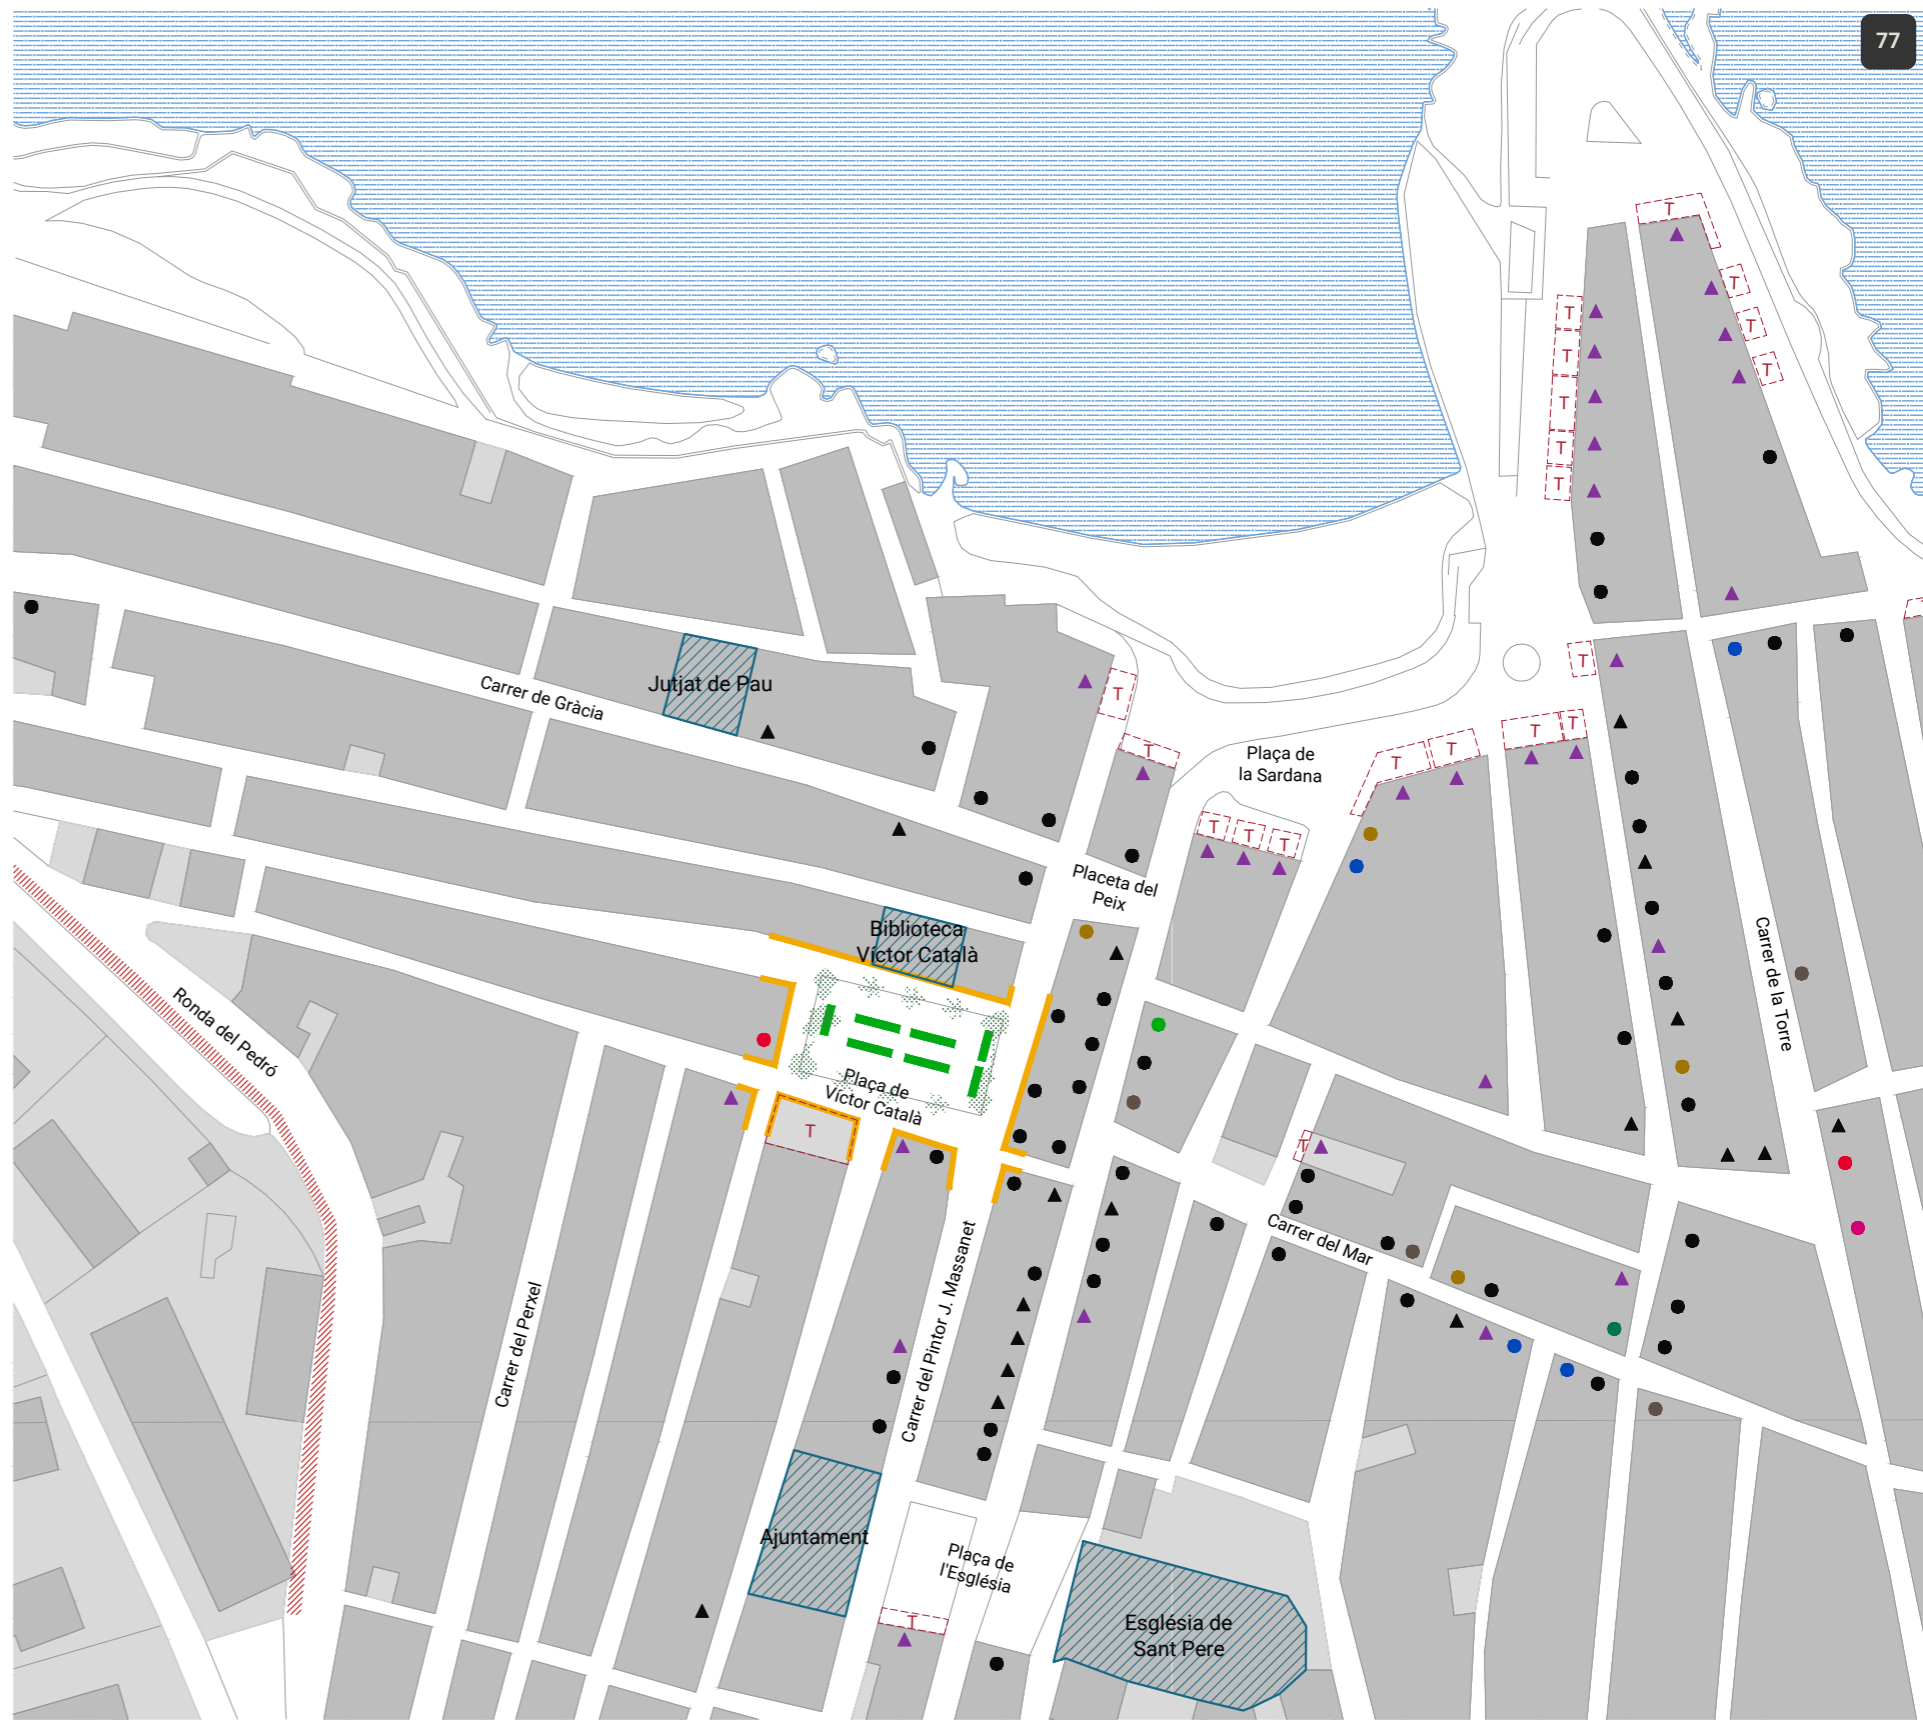 77
T
T
T
T
T
T
T
T
T
T
T
Jutjat de Pau
Carrer de Gràcia
T
T
T
T
T
T
T
Plaça de
la Sardana
T
T
T
Placeta del
Peix
Biblioteca
Víctor Català
Carrer de la Torre
Ronda del Pedró
Plaça de
Víctor Català
T
T
Carrer del Mar
Carrer del Pintor J. Massanet
Carrer del Perxel
Ajuntament
Plaça de
l'Església
T
Església de
Sant Pere